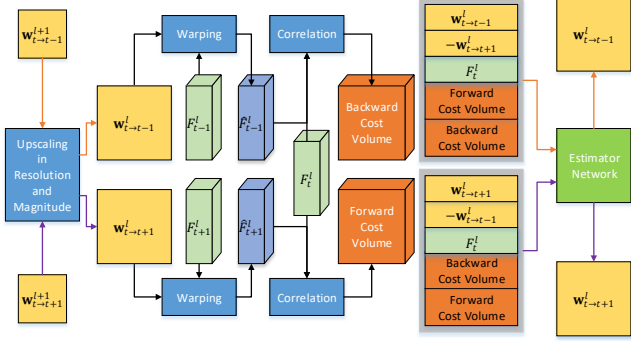 w^{l+1}_{t→t−1}
Upscaling
in
Resolution
and
Magnitude
w^{l+1}_{t→t+1}
w^l_{t→t−1}
w^l_{t→t+1}
Warping
F^l_{t−1}
F̂^l_{t−1}
Correlation
F^l_t
Backward
Cost
Volume
F^l_{t+1}
F̂^l_{t+1}
Forward
Cost
Volume
Warping
Correlation
w^l_{t→t−1}
−w^l_{t→t+1}
F^l_t
Forward
Cost Volume
Backward
Cost Volume
w^l_{t→t+1}
−w^l_{t→t−1}
F^l_t
Backward
Cost Volume
Forward
Cost Volume
w^l_{t→t−1}
Estimator
Network
w^l_{t→t+1}